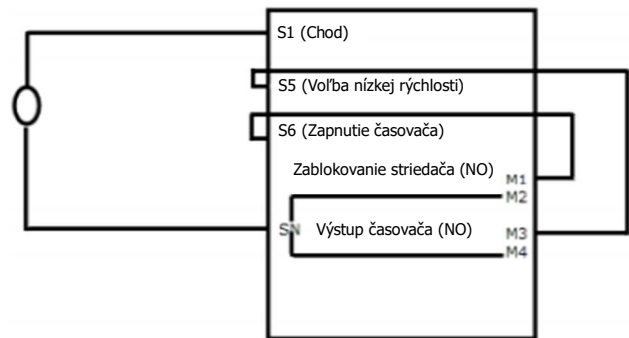 S1 (Chod)
S5 (Voľba nízkej rýchlosti)
S6 (Zapnutie časovača)
Zablokovanie striedača (NO)
M1
M2
SN
Výstup časovača (NO)
M3
M4